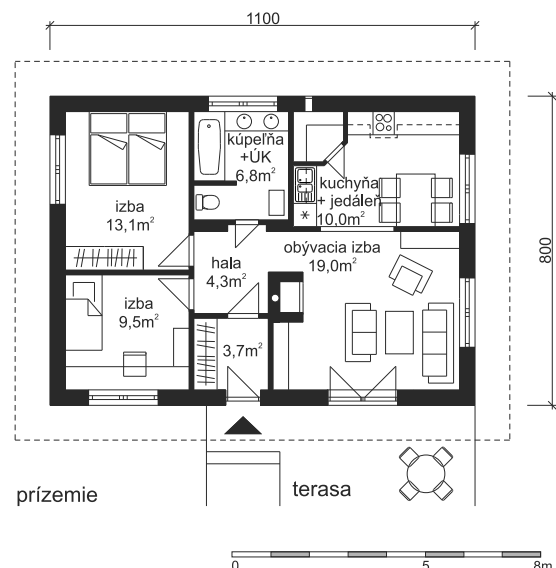 1100
kúpeľňa
+ÚK
6,8m²
kuchyňa
+ jedáleň
10,0m²
izba
13,1m²
obývacia izba
19,0m²
hala
4,3m²
izba
9,5m²
3,7m²
800
prízemie
terasa
0 5 8m